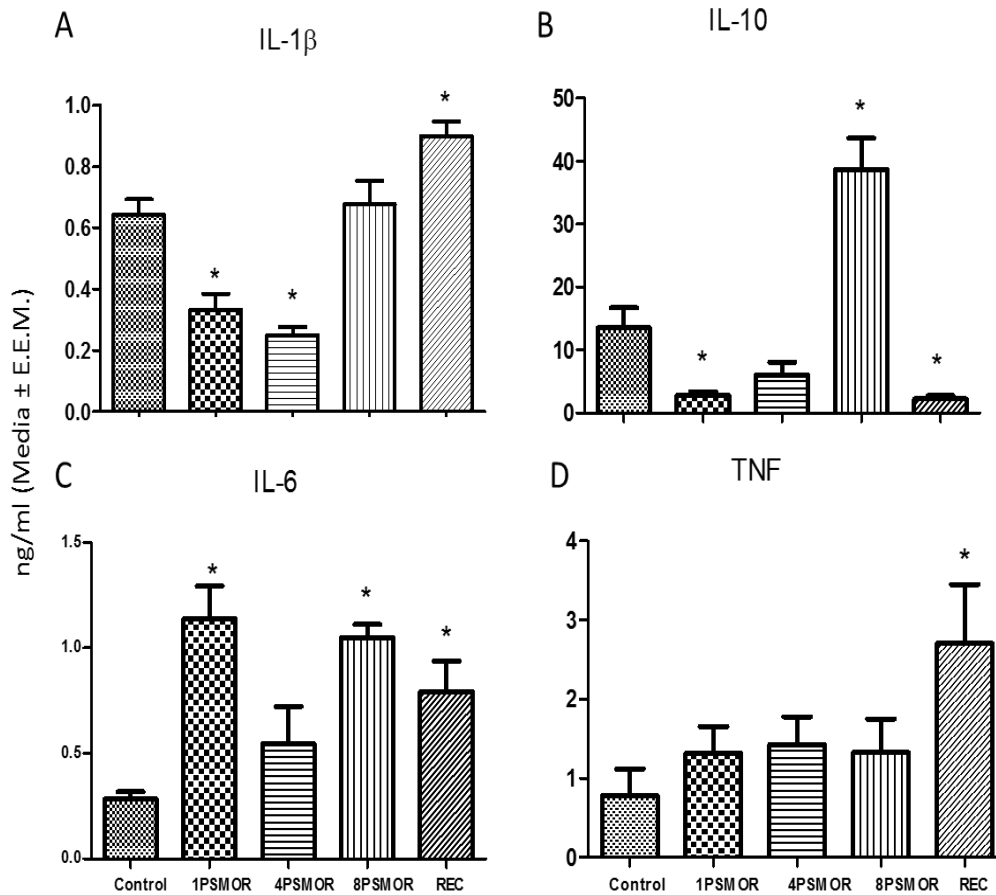 A
IL-1β
1.0
0.8
0.6
0.4
0.2
0.0
*
*
*
B
IL-10
50
40
30
20
10
0
*
*
*
ng/ml (Media ± E.E.M.)
C
IL-6
1.5
1.0
0.5
0.0
*
*
*
Control 1PSMOR 4PSMOR 8PSMOR REC
D
TNF
4
3
2
1
0
*
Control 1PSMOR 4PSMOR 8PSMOR REC